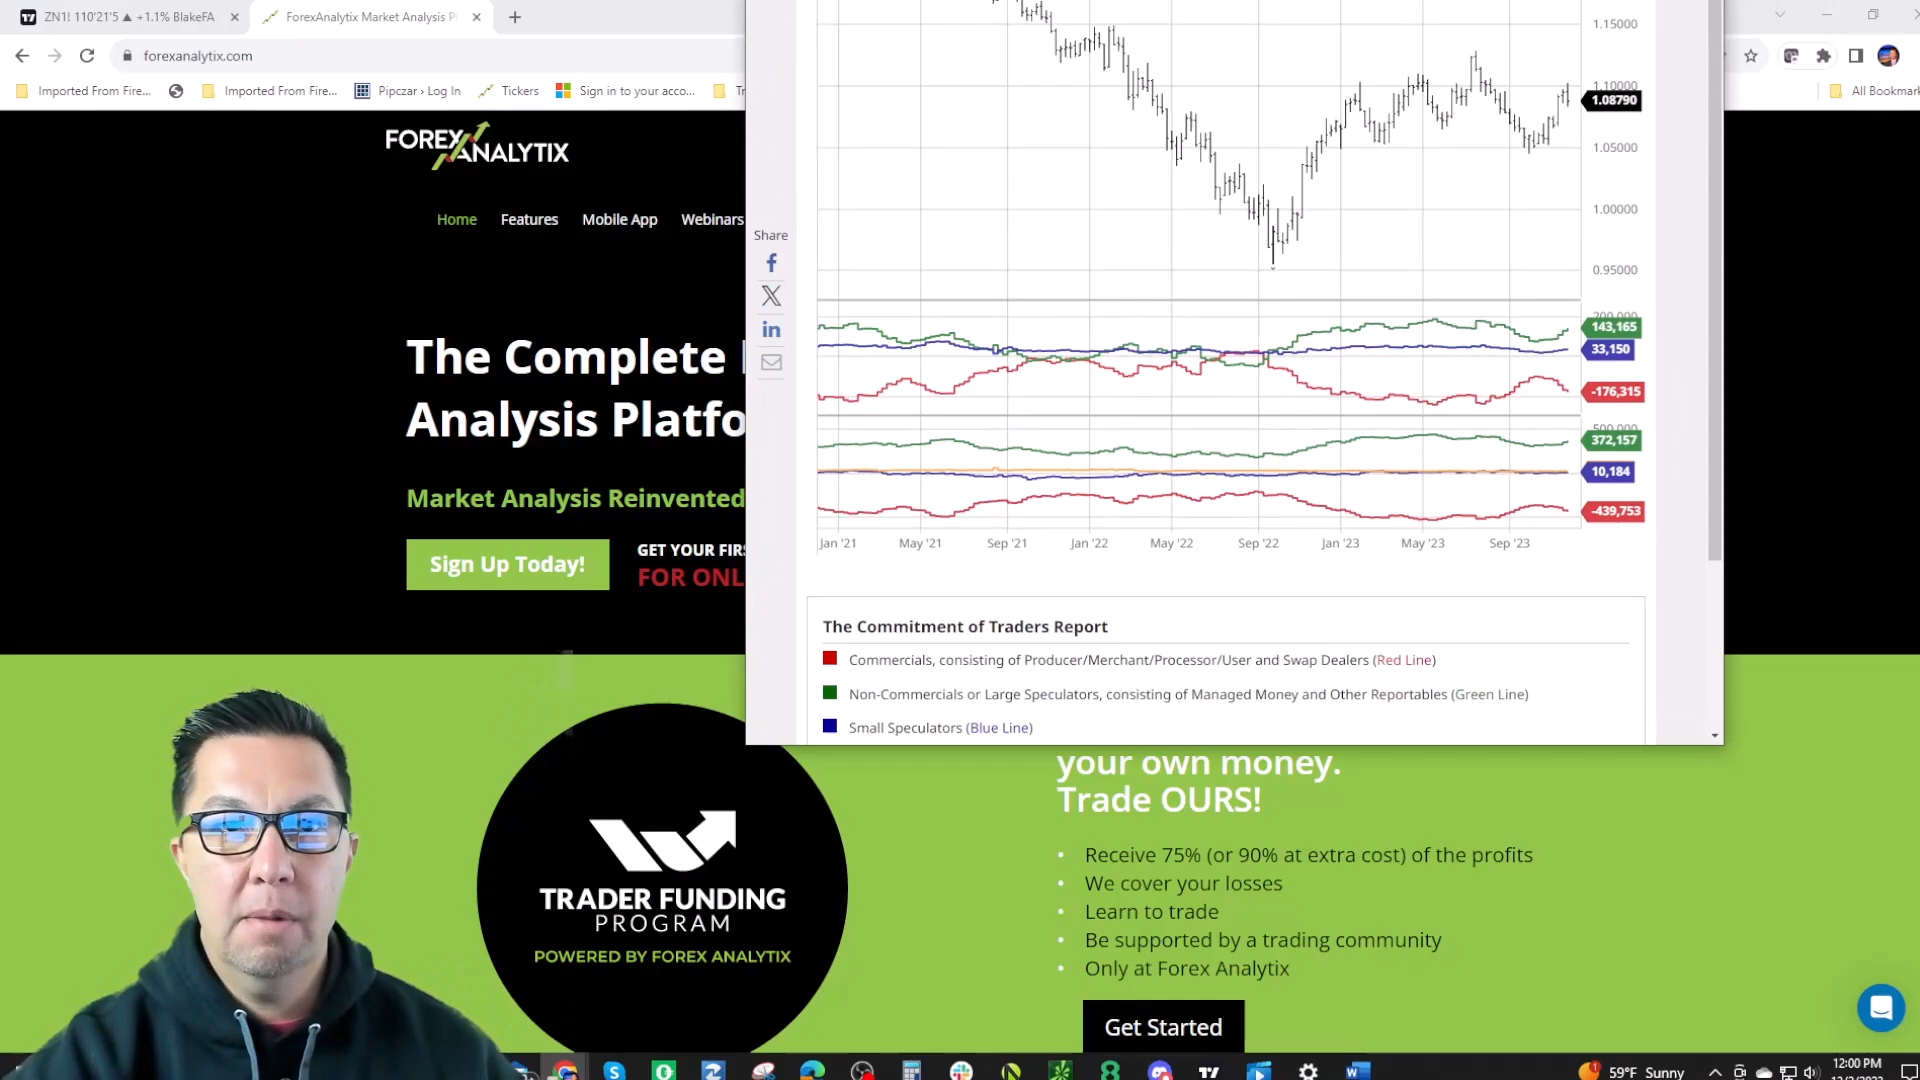 ZN1! 110'21'5 ▲ +1.1% BlakeFA
ForexAnalytix Market Analysis Pl
forexanalytix.com
Imported From Fire...
Imported From Fire...
Pipczar › Log In
Tickers
Sign in to your acco...
All Bookmark
FOREX
ANALYTIX
Home
Features
Mobile App
Webinars
The Complete
Analysis Platfo
Market Analysis Reinvented
Sign Up Today!
GET YOUR FIRS
FOR ONL
Share
1.15000
1.10000
1.08790
1.05000
1.00000
0.95000
200,000
143,165
33,150
-176,315
500,000
372,157
10,184
-439,753
Jan '21
May '21
Sep '21
Jan '22
May '22
Sep '22
Jan '23
May '23
Sep '23
The Commitment of Traders Report
Commercials, consisting of Producer/Merchant/Processor/User and Swap Dealers (Red Line)
Non-Commercials or Large Speculators, consisting of Managed Money and Other Reportables (Green Line)
Small Speculators (Blue Line)
TRADER FUNDING
PROGRAM
POWERED BY FOREX ANALYTIX
your own money.
Trade OURS!
• Receive 75% (or 90% at extra cost) of the profits
• We cover your losses
• Learn to trade
• Be supported by a trading community
• Only at Forex Analytix
Get Started
59°F Sunny
12:00 PM